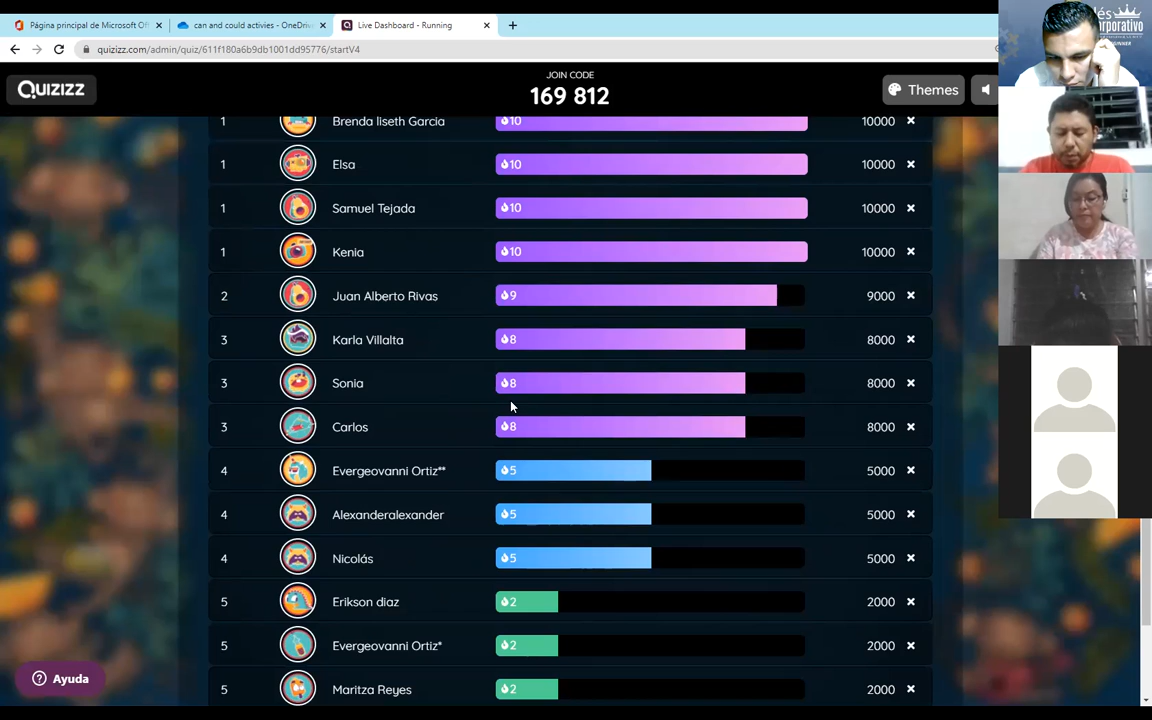 Página principal de Microsoft Of
can and could activies - OneDriv
Live Dashboard - Running
quizizz.com/admin/quiz/611f180a6b9db1001dd95776/startV4
Quizizz
JOIN CODE
169 812
Themes
és
orporativo
1 Brenda liseth Garcia 10 10000
1 Elsa 10 10000
1 Samuel Tejada 10 10000
1 Kenia 10 10000
2 Juan Alberto Rivas 9 9000
3 Karla Villalta 8 8000
3 Sonia 8 8000
3 Carlos 8 8000
4 Evergeovanni Ortiz** 5 5000
4 Alexanderalexander 5 5000
4 Nicolás 5 5000
5 Erikson diaz 2 2000
5 Evergeovanni Ortiz* 2 2000
5 Maritza Reyes 2 2000
Ayuda